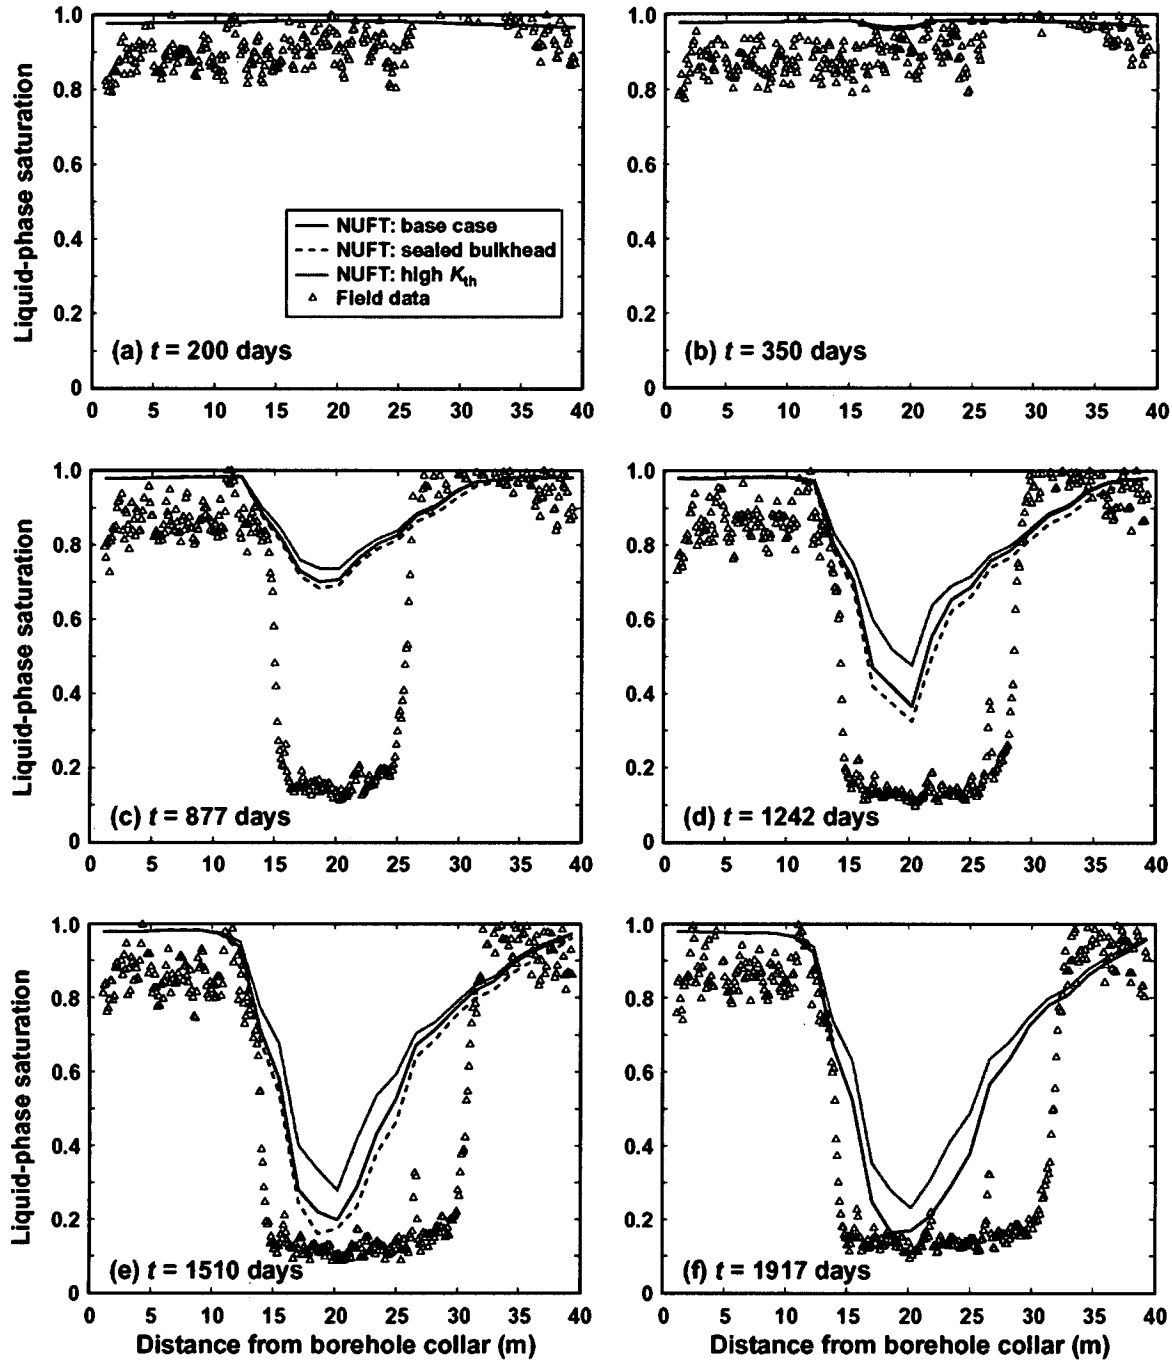 Liquid-phase saturation
1.0
0.8
0.6
0.4
0.2
0
NUFT: base case
NUFT: sealed bulkhead
NUFT: high Kth
Field data
(a) t = 200 days
0 5 10 15 20 25 30 35 40
1.0
0.8
0.6
0.4
0.2
0
(b) t = 350 days
0 5 10 15 20 25 30 35 40
Liquid-phase saturation
1.0
0.8
0.6
0.4
0.2
0
(c) t = 877 days
0 5 10 15 20 25 30 35 40
1.0
0.8
0.6
0.4
0.2
0
(d) t = 1242 days
0 5 10 15 20 25 30 35 40
Liquid-phase saturation
1.0
0.8
0.6
0.4
0.2
0
(e) t = 1510 days
0 5 10 15 20 25 30 35 40
Distance from borehole collar (m)
1.0
0.8
0.6
0.4
0.2
0
(f) t = 1917 days
0 5 10 15 20 25 30 35 40
Distance from borehole collar (m)